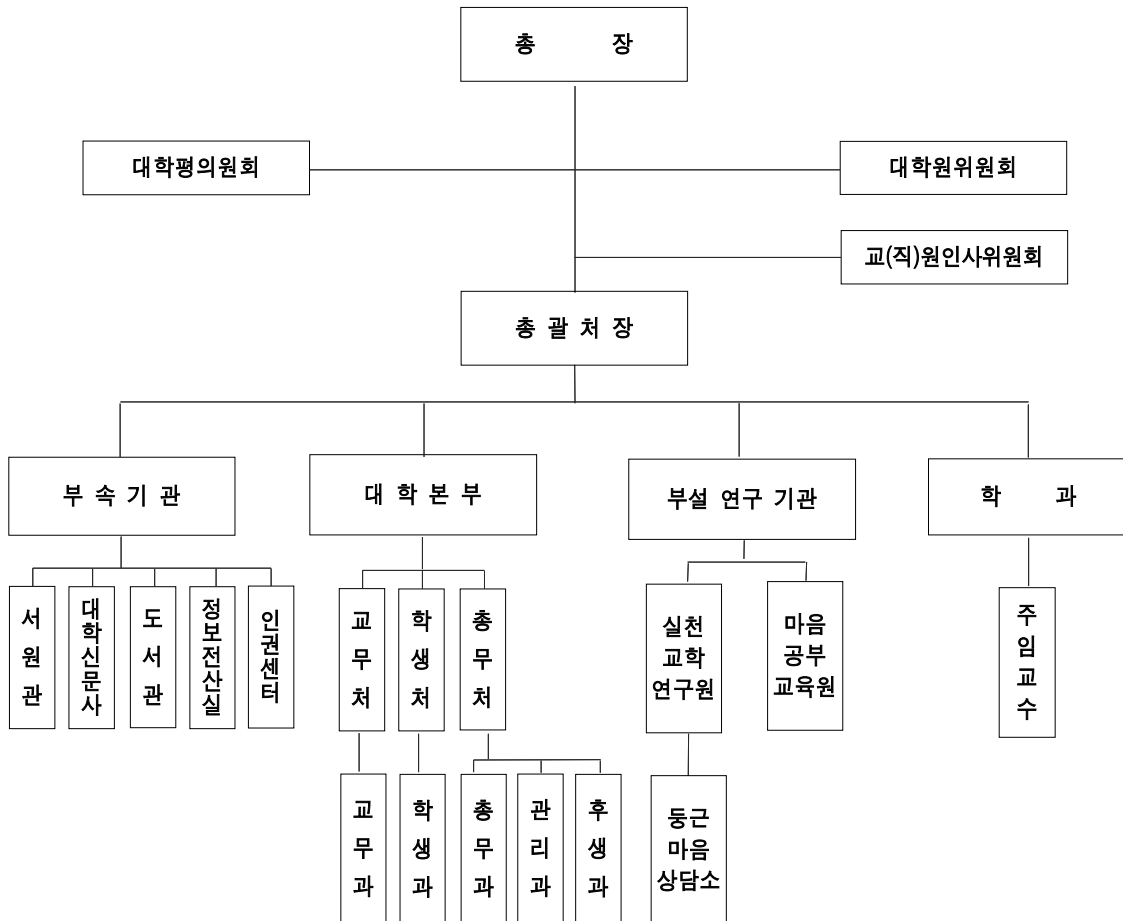 총 장
대학평의원회
대학원위원회
교(직)원인사위원회
총 괄 처 장
부 속 기 관
대 학 본 부
부설 연구 기관
학 과
서원관
대학신문사
도서관
정보전산실
인권센터
교무처
학생처
총무처
실천
교학
연구원
마음
공부
교육원
주임교수
교무과
학생과
총무과
관리과
후생과
둥근
마음
상담소